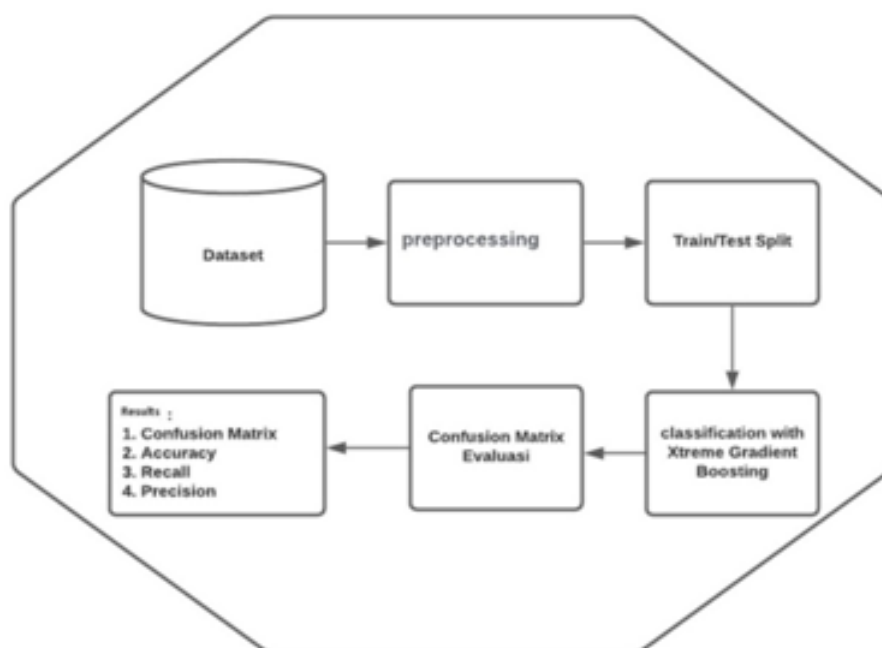 Dataset
preprocessing
Train/Test Split
classification with
Xtreme Gradient
Boosting
Confusion Matrix
Evaluasi
Results :
1. Confusion Matrix
2. Accuracy
3. Recall
4. Precision